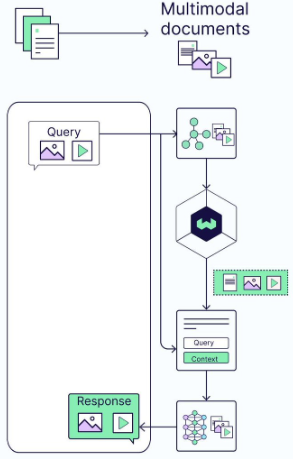 Multimodal
documents
Query
Query
Context
Response